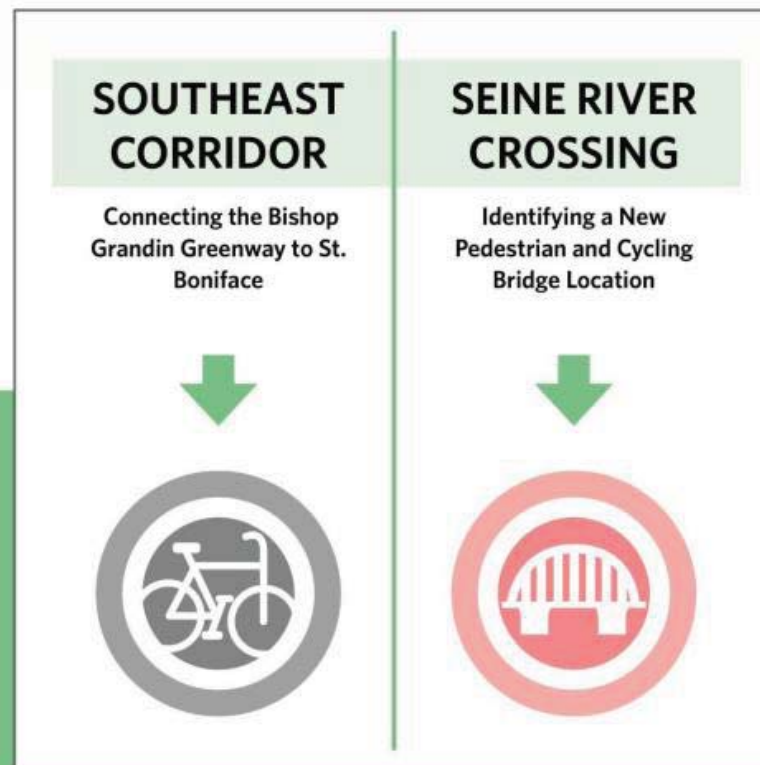 SOUTHEAST
CORRIDOR
Connecting the Bishop
Grandin Greenway to St.
Boniface
SEINE RIVER
CROSSING
Identifying a New
Pedestrian and Cycling
Bridge Location